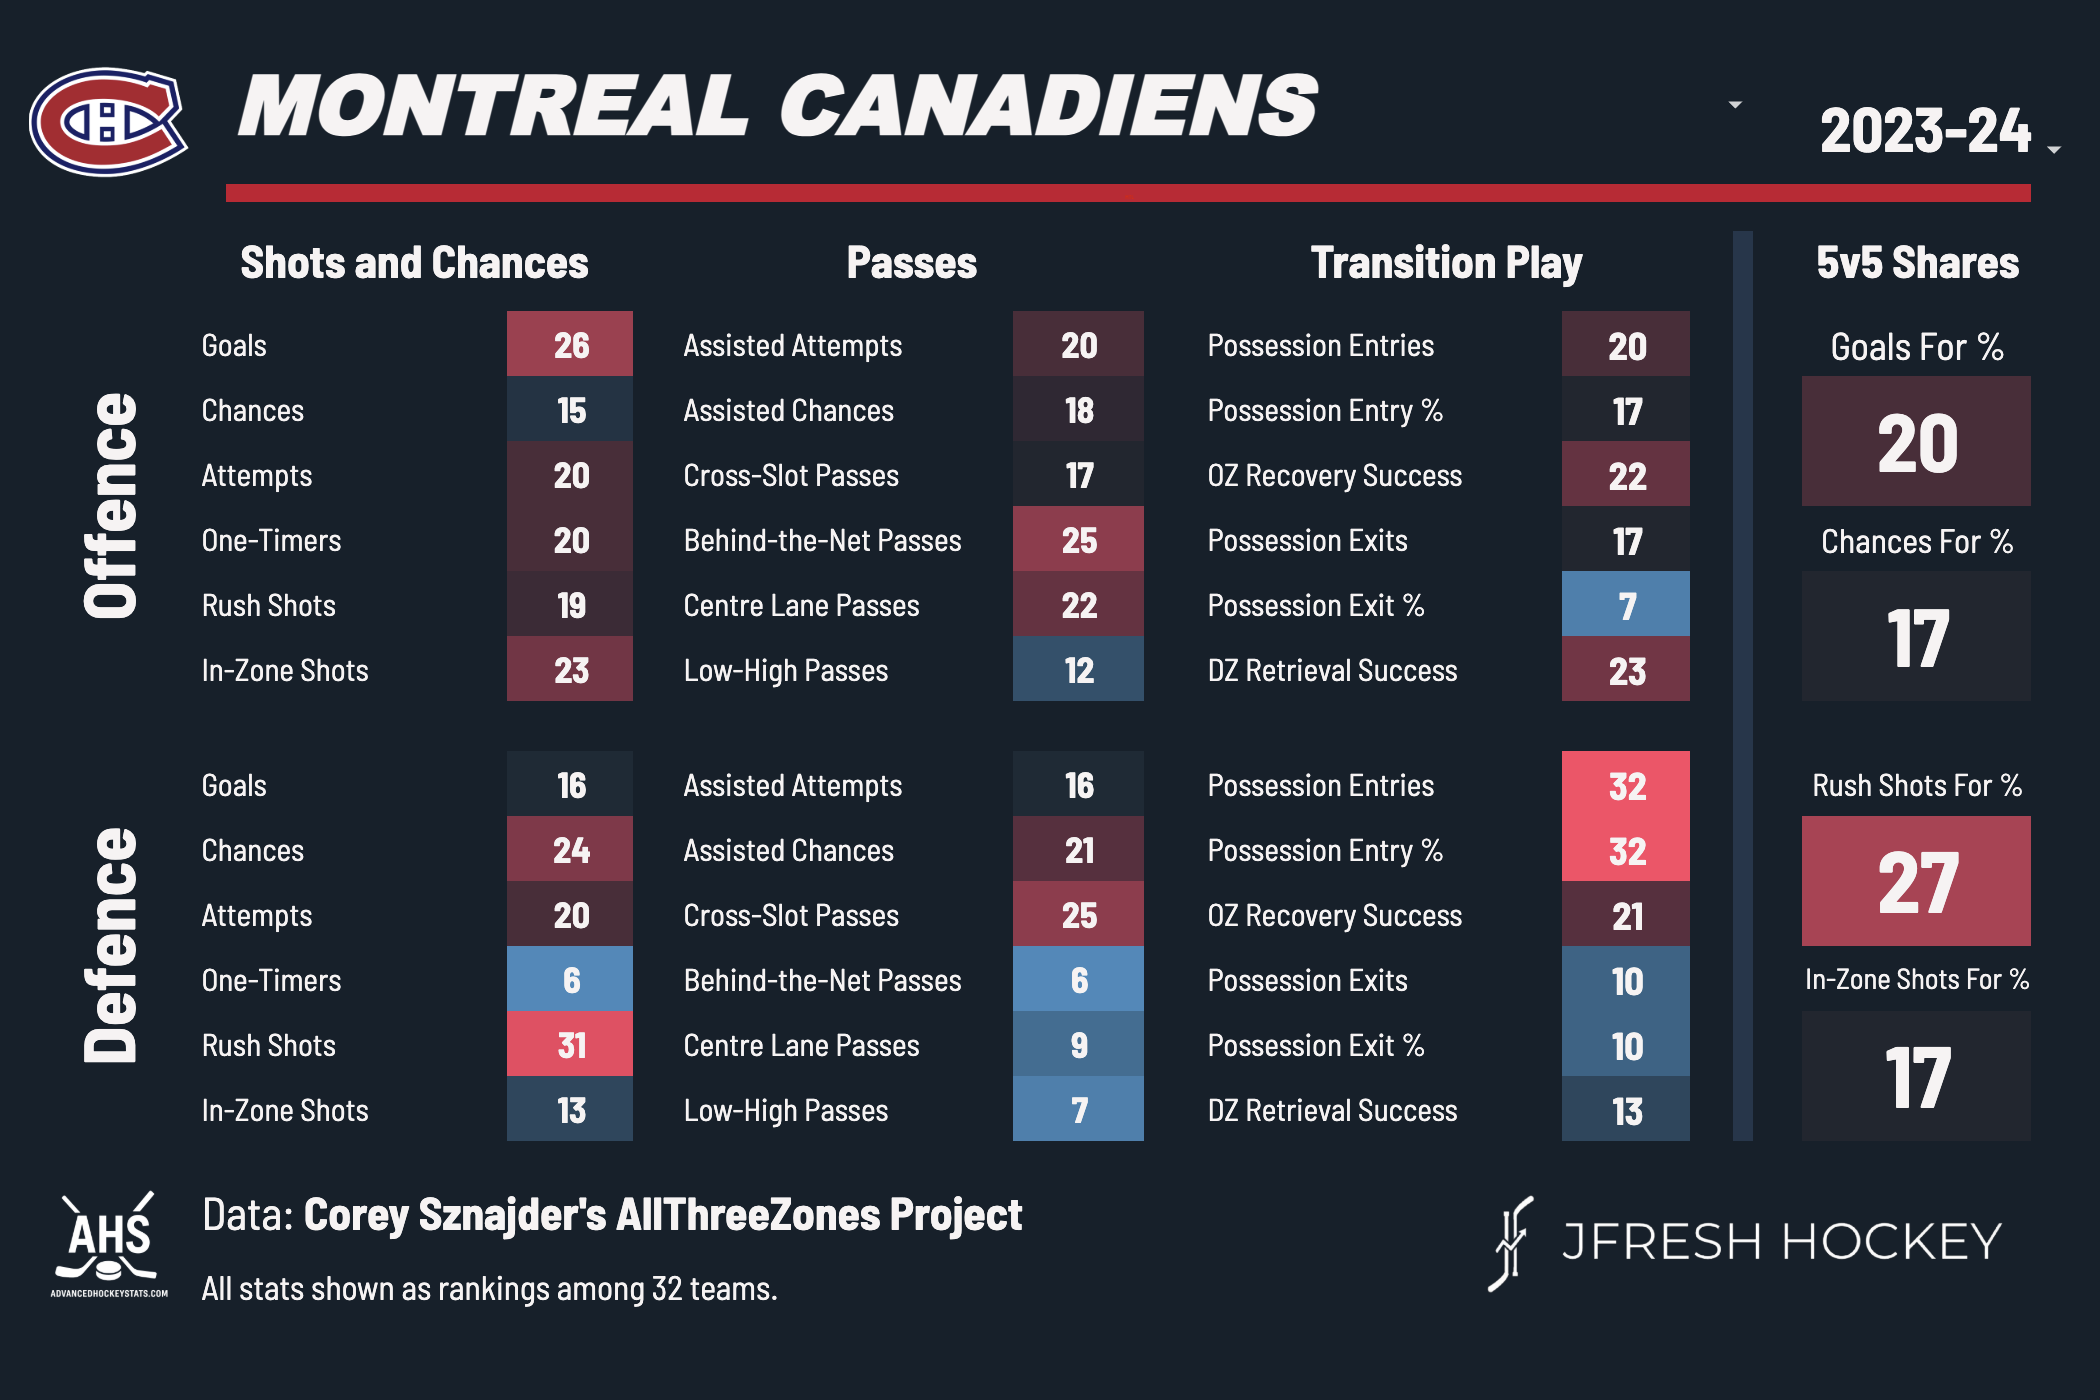 MONTREAL CANADIENS
2023-24
Shots and Chances
Passes
Transition Play
5v5 Shares
Offence
Goals 26
Chances 15
Attempts 20
One-Timers 20
Rush Shots 19
In-Zone Shots 23
Assisted Attempts 20
Assisted Chances 18
Cross-Slot Passes 17
Behind-the-Net Passes 25
Centre Lane Passes 22
Low-High Passes 12
Possession Entries 20
Possession Entry % 17
OZ Recovery Success 22
Possession Exits 17
Possession Exit % 7
DZ Retrieval Success 23
Goals For %
20
Chances For %
17
Defence
Goals 16
Chances 24
Attempts 20
One-Timers 6
Rush Shots 31
In-Zone Shots 13
Assisted Attempts 16
Assisted Chances 21
Cross-Slot Passes 25
Behind-the-Net Passes 6
Centre Lane Passes 9
Low-High Passes 7
Possession Entries 32
Possession Entry % 32
OZ Recovery Success 21
Possession Exits 10
Possession Exit % 10
DZ Retrieval Success 13
Rush Shots For %
27
In-Zone Shots For %
17
AHS
ADVANCEDHOCKEYSTATS.COM
Data: Corey Sznajder's AllThreeZones Project
All stats shown as rankings among 32 teams.
JFRESH HOCKEY